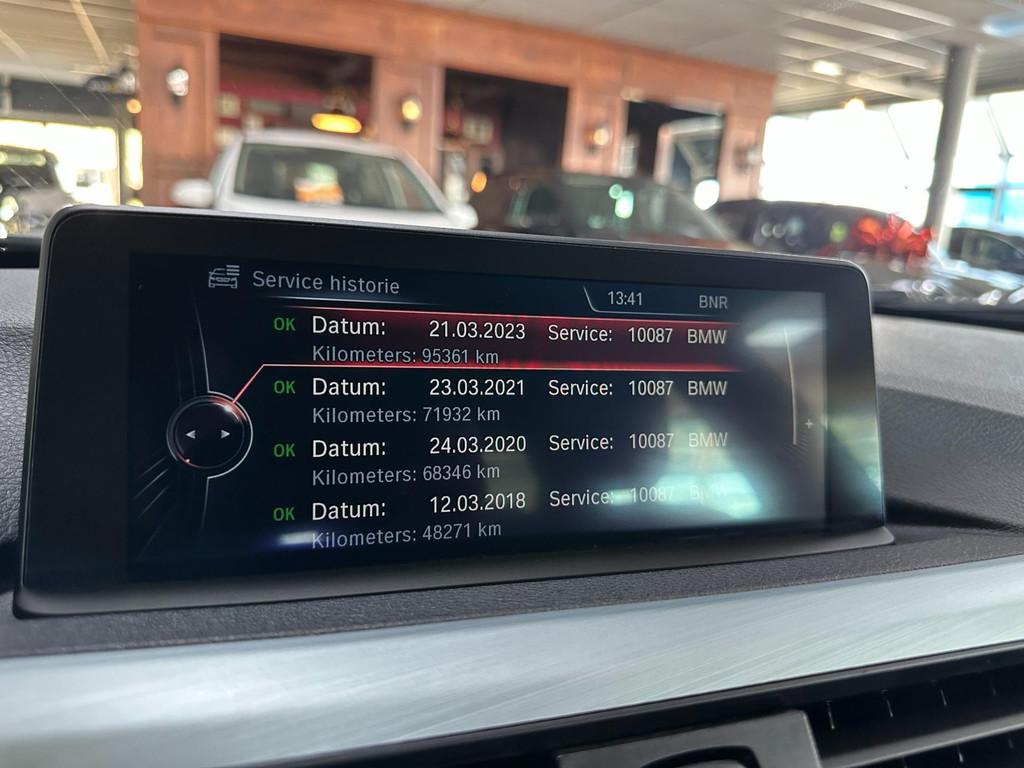 Service historie 13:41 BNR
OK Datum: 21.03.2023 Service: 10087 BMW
Kilometers: 95361 km
OK Datum: 23.03.2021 Service: 10087 BMW
Kilometers: 71932 km
OK Datum: 24.03.2020 Service: 10087 BMW
Kilometers: 68346 km
OK Datum: 12.03.2018 Service: 10087 BMW
Kilometers: 48271 km
+